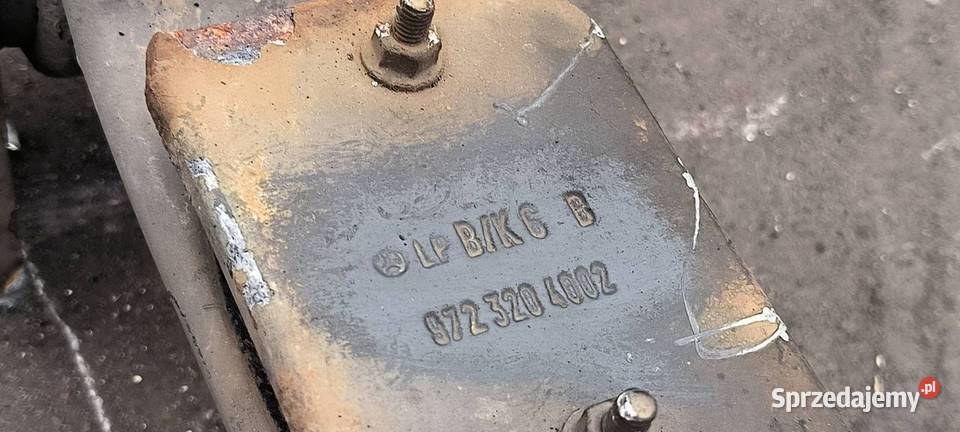 LP B/K G B
972 320 4002
Sprzedajemy.pl